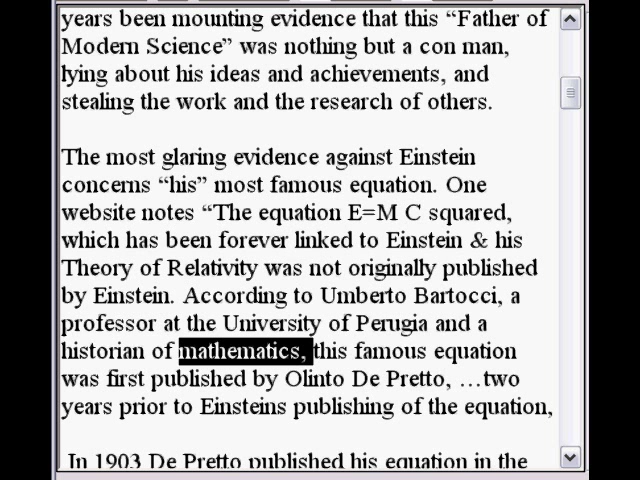 years been mounting evidence that this “Father of
Modern Science” was nothing but a con man,
lying about his ideas and achievements, and
stealing the work and the research of others.
The most glaring evidence against Einstein
concerns “his” most famous equation. One
website notes “The equation E=M C squared,
which has been forever linked to Einstein & his
Theory of Relativity was not originally published
by Einstein. According to Umberto Bartocci, a
professor at the University of Perugia and a
historian of mathematics, this famous equation
was first published by Olinto De Pretto, …two
years prior to Einsteins publishing of the equation,
In 1903 De Pretto published his equation in the